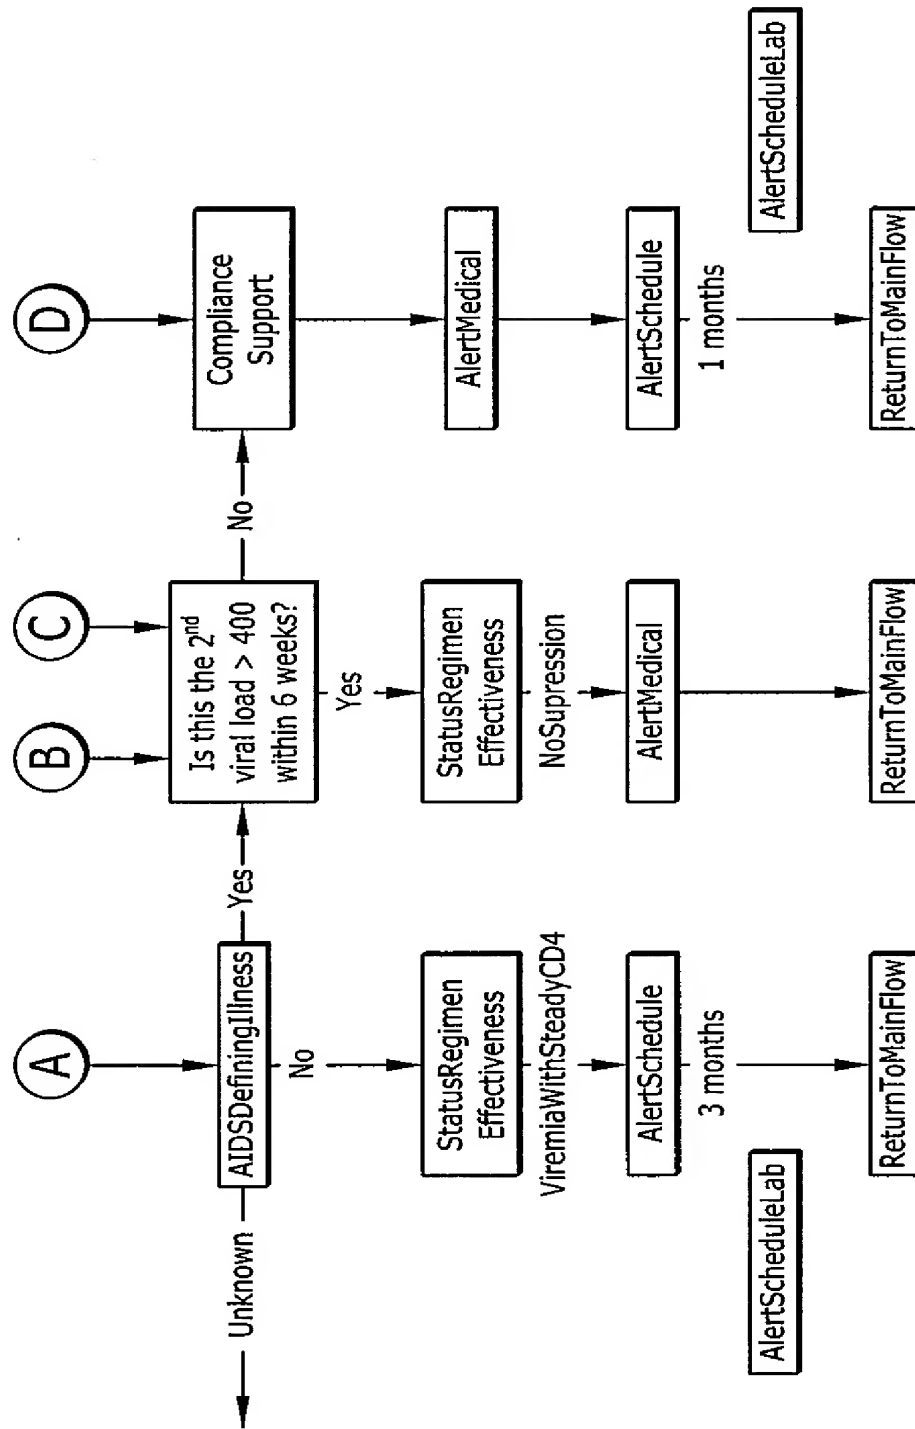 A
B
C
D
Unknown
AIDSDefiningIllness
Yes
Is this the 2nd
viral load > 400
within 6 weeks?
No
Compliance
Support
No
Yes
StatusRegimen
Effectiveness
StatusRegimen
Effectiveness
AlertMedical
ViremiaWithSteadyCD4
NoSupression
AlertSchedule
AlertMedical
AlertSchedule
3 months
1 months
AlertScheduleLab
AlertScheduleLab
ReturnToMainFlow
ReturnToMainFlow
ReturnToMainFlow